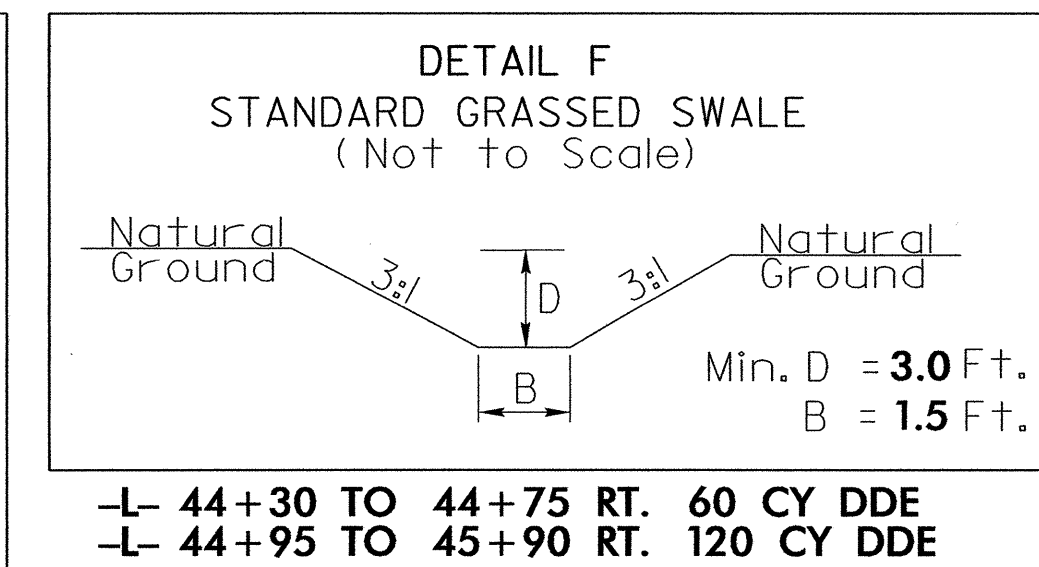 DETAIL F
STANDARD GRASSED SWALE
(Not to Scale)
Natural
Ground
3:1
D
3:1
Natural
Ground
B
Min. D = 3.0 Ft.
B = 1.5 Ft.
-L- 44+30 TO 44+75 RT. 60 CY DDE
-L- 44+95 TO 45+90 RT. 120 CY DDE